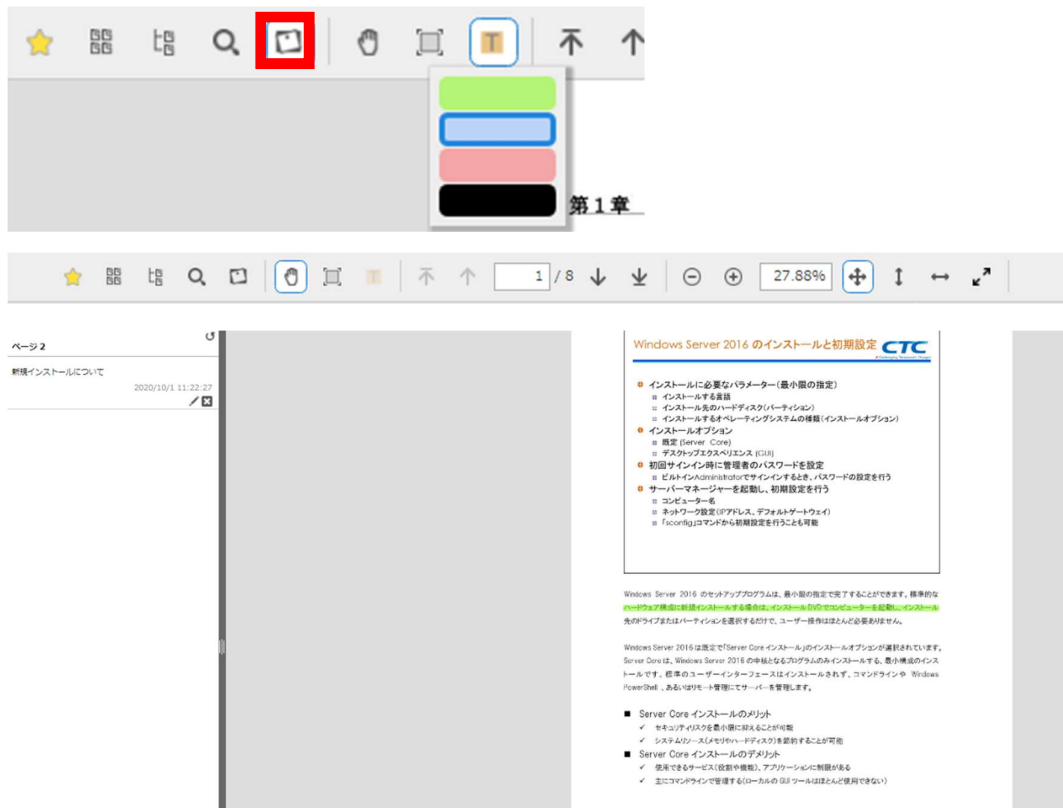 T
第1章
T
1 / 8
27.88%
ページ 2
新規インストールについて
2020/10/1 11:22:27
Windows Server 2016 のインストールと初期設定
CTC
インストールに必要なパラメーター(最小限の指定)
インストールする言語
インストール先のハードディスク(パーティション)
インストールするオペレーティングシステムの種類(インストールオプション)
インストールオプション
既定 (Server Core)
デスクトップエクスペリエンス (GUI)
初回サインイン時に管理者のパスワードを設定
ビルトインAdministratorでサインインするとき、パスワードの設定を行う
サーバーマネージャーを起動し、初期設定を行う
コンピューター名
ネットワーク設定(IPアドレス、デフォルトゲートウェイ)
「sconfig」コマンドから初期設定を行うことも可能
Windows Server 2016 のセットアッププログラムは、最小限の指定で完了することができます。標準的な
ハードウェア構成に新規インストールする場合は、インストール DVD でコンピューターを起動し、インストール
先のドライブまたはパーティションを選択するだけで、ユーザー操作はほとんど必要ありません。
Windows Server 2016 は既定で「Server Core インストール」のインストールオプションが選択されています。
Server Core は、Windows Server 2016 の中核となるプログラムのみインストールする、最小構成のインス
トールです。標準のユーザーインターフェースはインストールされず、コマンドラインや Windows
PowerShell 、あるいはリモート管理にてサーバーを管理します。
■ Server Core インストールのメリット
✓ セキュリティリスクを最小限に抑えることが可能
✓ システムリソース(メモリやハードディスク)を節約することが可能
■ Server Core インストールのデメリット
✓ 使用できるサービス(役割や機能)、アプリケーションに制限がある
✓ 主にコマンドラインで管理する(ローカルの GUI ツールはほとんど使用できない)